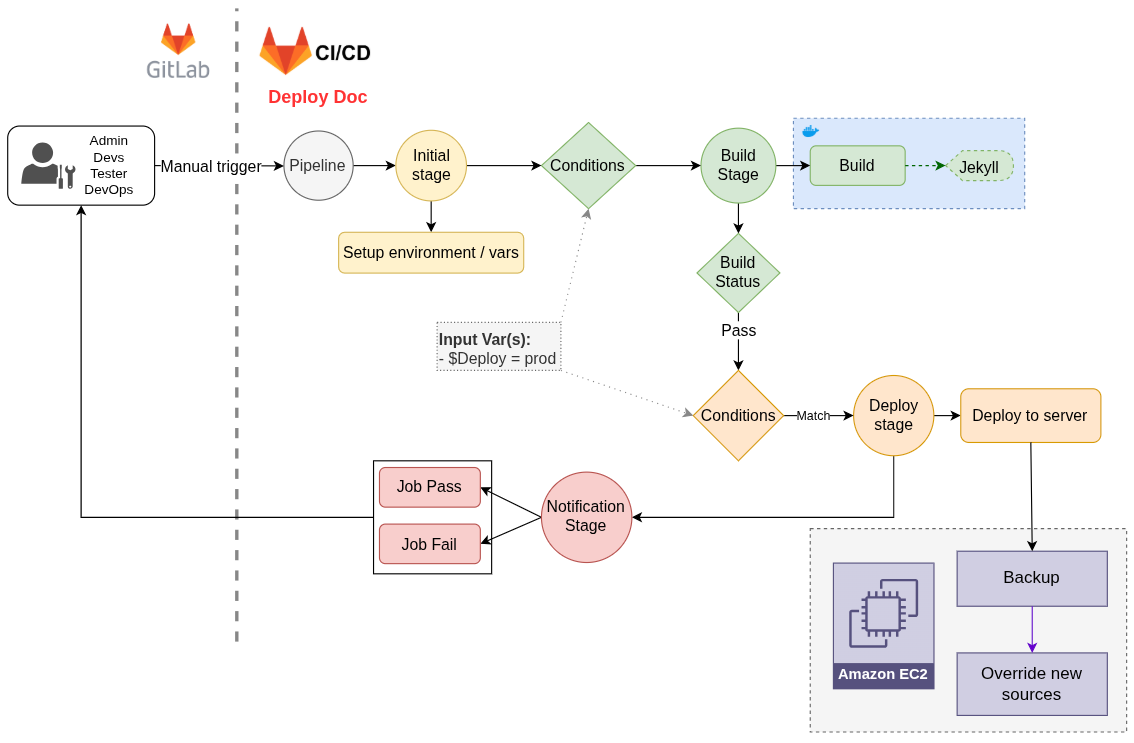 GitLab
CI/CD
Deploy Doc
Admin
Devs
Tester
DevOps
Manual trigger
Pipeline
Initial
stage
Conditions
Build
Stage
Build
Jekyll
Setup environment / vars
Build
Status
Pass
Input Var(s):
- $Deploy = prod
Conditions
Match
Deploy
stage
Deploy to server
Notification
Stage
Job Pass
Job Fail
Amazon EC2
Backup
Override new
sources